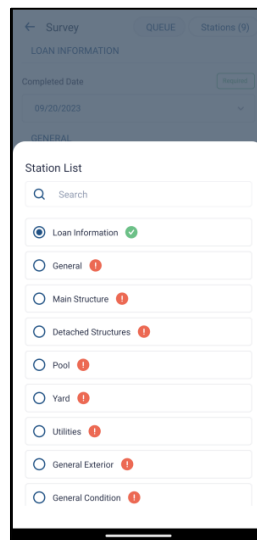 Survey QUEUE Stations (9)
LOAN INFORMATION
Completed Date Required
09/20/2023
GENERAL
Station List
Search
Loan Information
General
Main Structure
Detached Structures
Pool
Yard
Utilities
General Exterior
General Condition